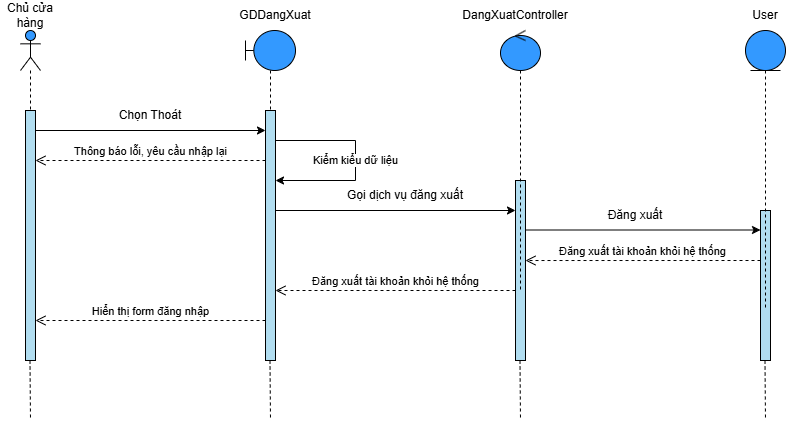 Chủ cửa
hàng
GDDangXuat
DangXuatController
User
Chọn Thoát
Thông báo lỗi, yêu cầu nhập lại
Kiểm kiểu dữ liệu
Gọi dịch vụ đăng xuất
Đăng xuất
Đăng xuất tài khoản khỏi hệ thống
Đăng xuất tài khoản khỏi hệ thống
Hiển thị form đăng nhập